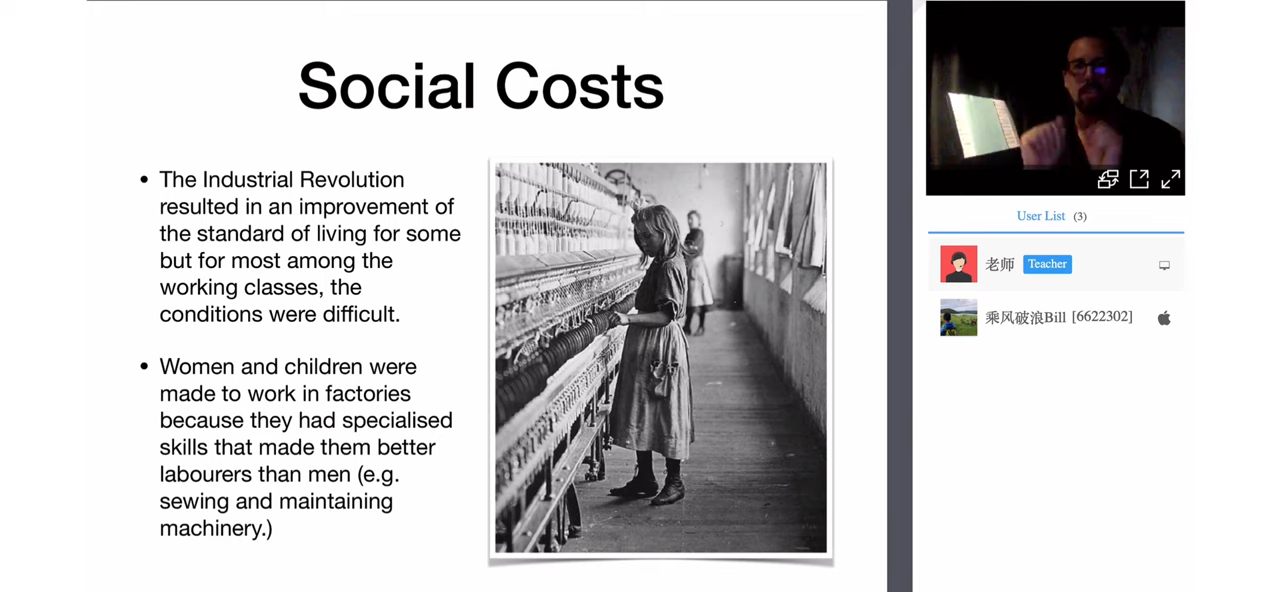 Social Costs
• The Industrial Revolution
resulted in an improvement of
the standard of living for some
but for most among the
working classes, the
conditions were difficult.
• Women and children were
made to work in factories
because they had specialised
skills that made them better
labourers than men (e.g.
sewing and maintaining
machinery.)
User List (3)
老师 Teacher
乘风破浪Bill [6622302]